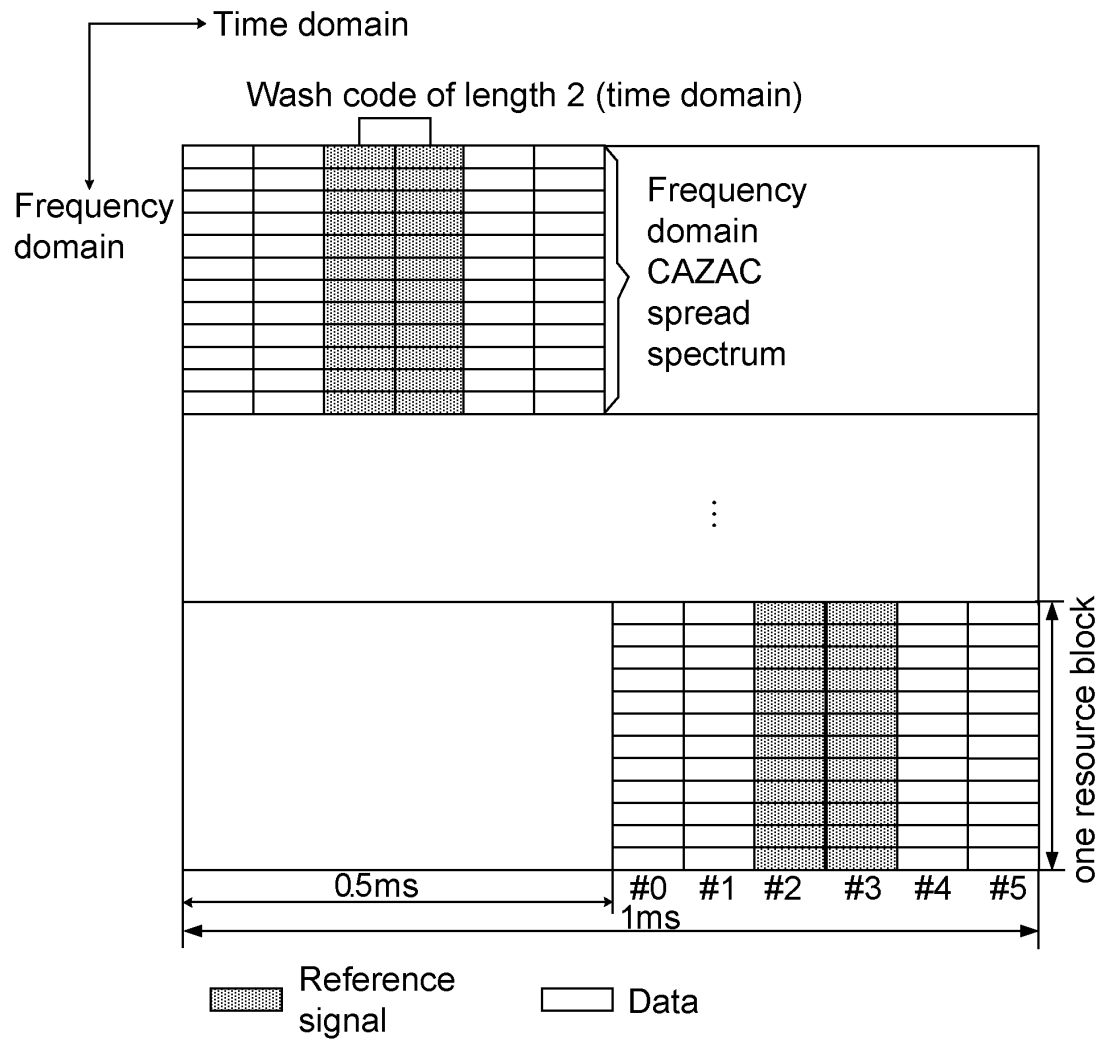 Time domain
Wash code of length 2 (time domain)
Frequency
domain
Frequency
domain
CAZAC
spread
spectrum
⋮
one resource block
0.5ms
#0 #1 #2 #3 #4 #5
1ms
Reference
signal
Data